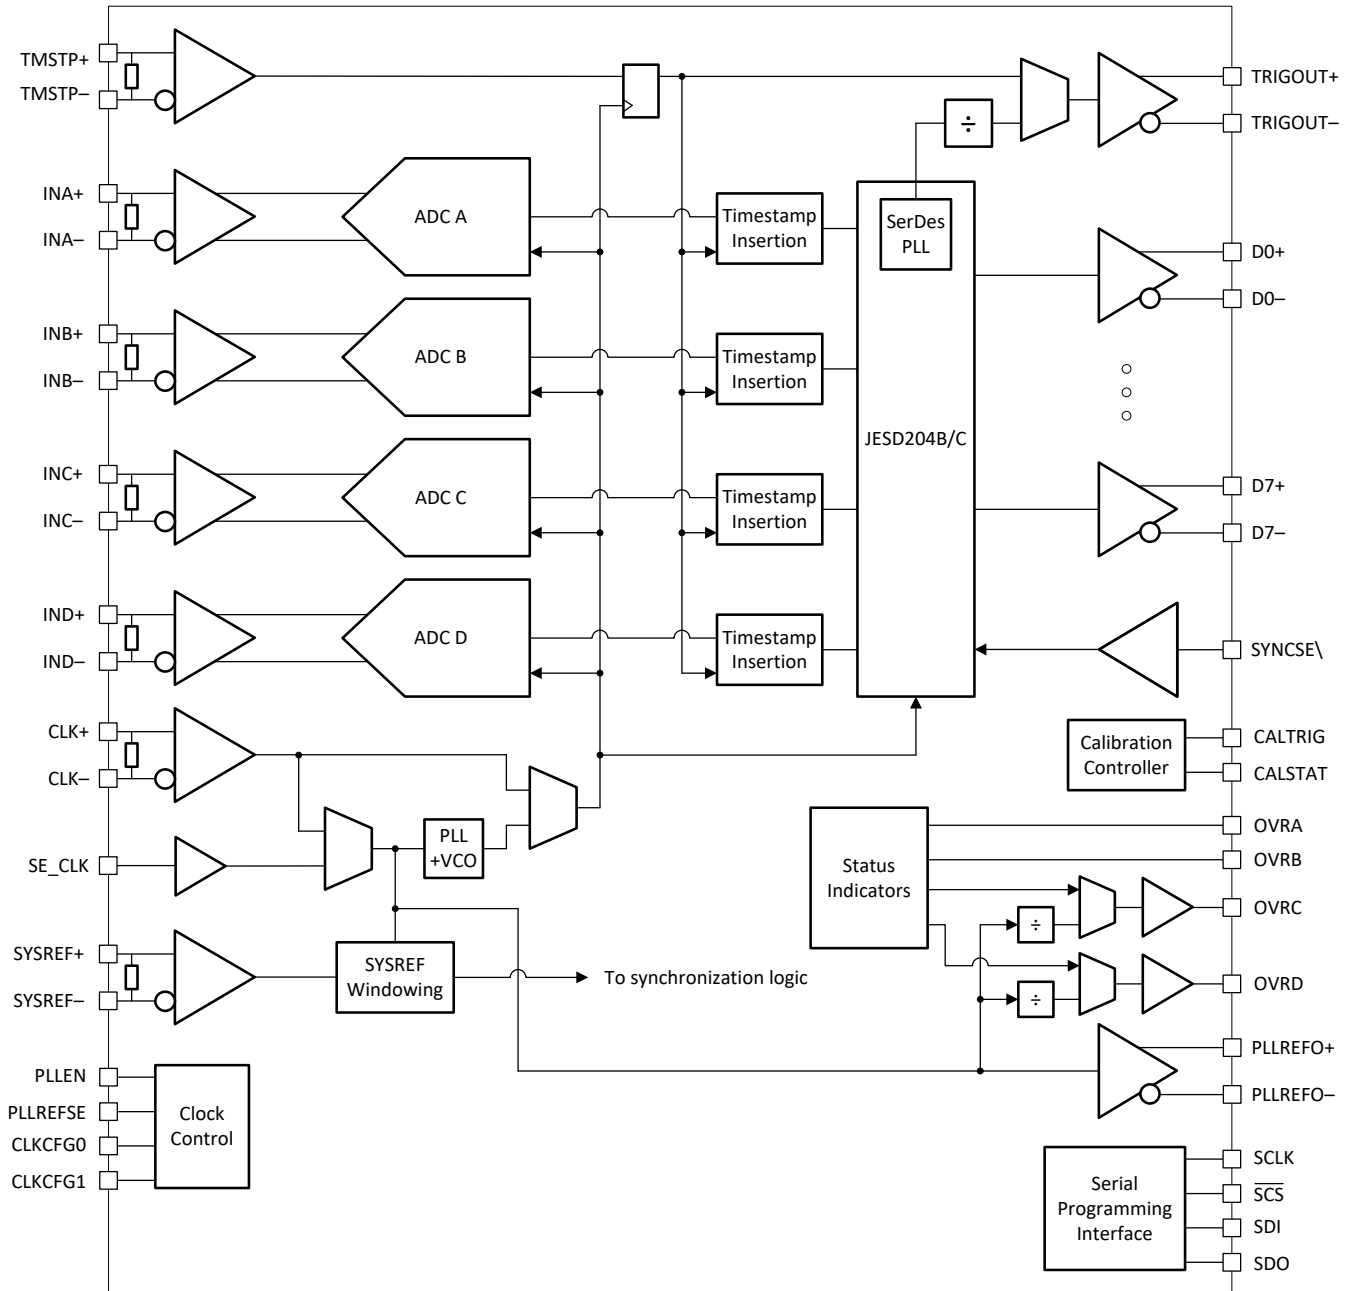 TMSTP+
TMSTP–
TRIGOUT+
TRIGOUT–
÷
INA+
INA–
ADC A
Timestamp
Insertion
SerDes
PLL
D0+
D0–
INB+
INB–
ADC B
Timestamp
Insertion
JESD204B/C
INC+
INC–
ADC C
Timestamp
Insertion
D7+
D7–
IND+
IND–
ADC D
Timestamp
Insertion
SYNCSE\
CLK+
CLK–
Calibration
Controller
CALTRIG
CALSTAT
SE_CLK
PLL
+VCO
Status
Indicators
OVRA
OVRB
OVRC
÷
OVRD
÷
SYSREF+
SYSREF–
SYSREF
Windowing
To synchronization logic
PLLREFO+
PLLREFO–
PLLEN
PLLREFSE
CLKCFG0
CLKCFG1
Clock
Control
Serial
Programming
Interface
SCLK
S̅C̅S̅
SDI
SDO